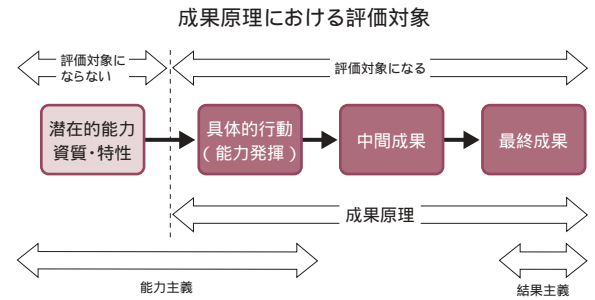 成果原理における評価対象
評価対象に
ならない
評価対象になる
潜在的能力
資質・特性
具体的行動
(能力発揮)
中間成果
最終成果
成果原理
能力主義
結果主義